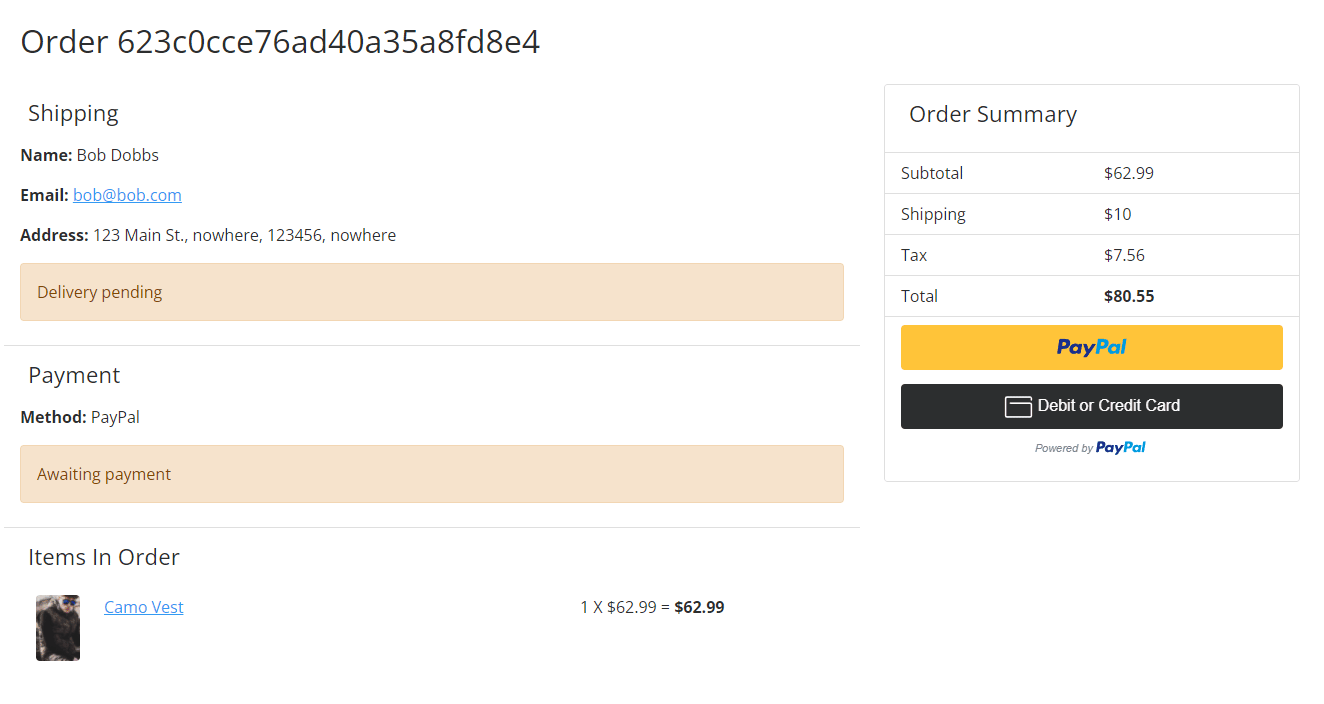 Order 623c0cce76ad40a35a8fd8e4
Shipping
Name: Bob Dobbs
Email: bob@bob.com
Address: 123 Main St., nowhere, 123456, nowhere
Delivery pending
Payment
Method: PayPal
Awaiting payment
Items In Order
Camo Vest 1 X $62.99 = $62.99
Order Summary
Subtotal $62.99
Shipping $10
Tax $7.56
Total $80.55
PayPal
Debit or Credit Card
Powered by PayPal